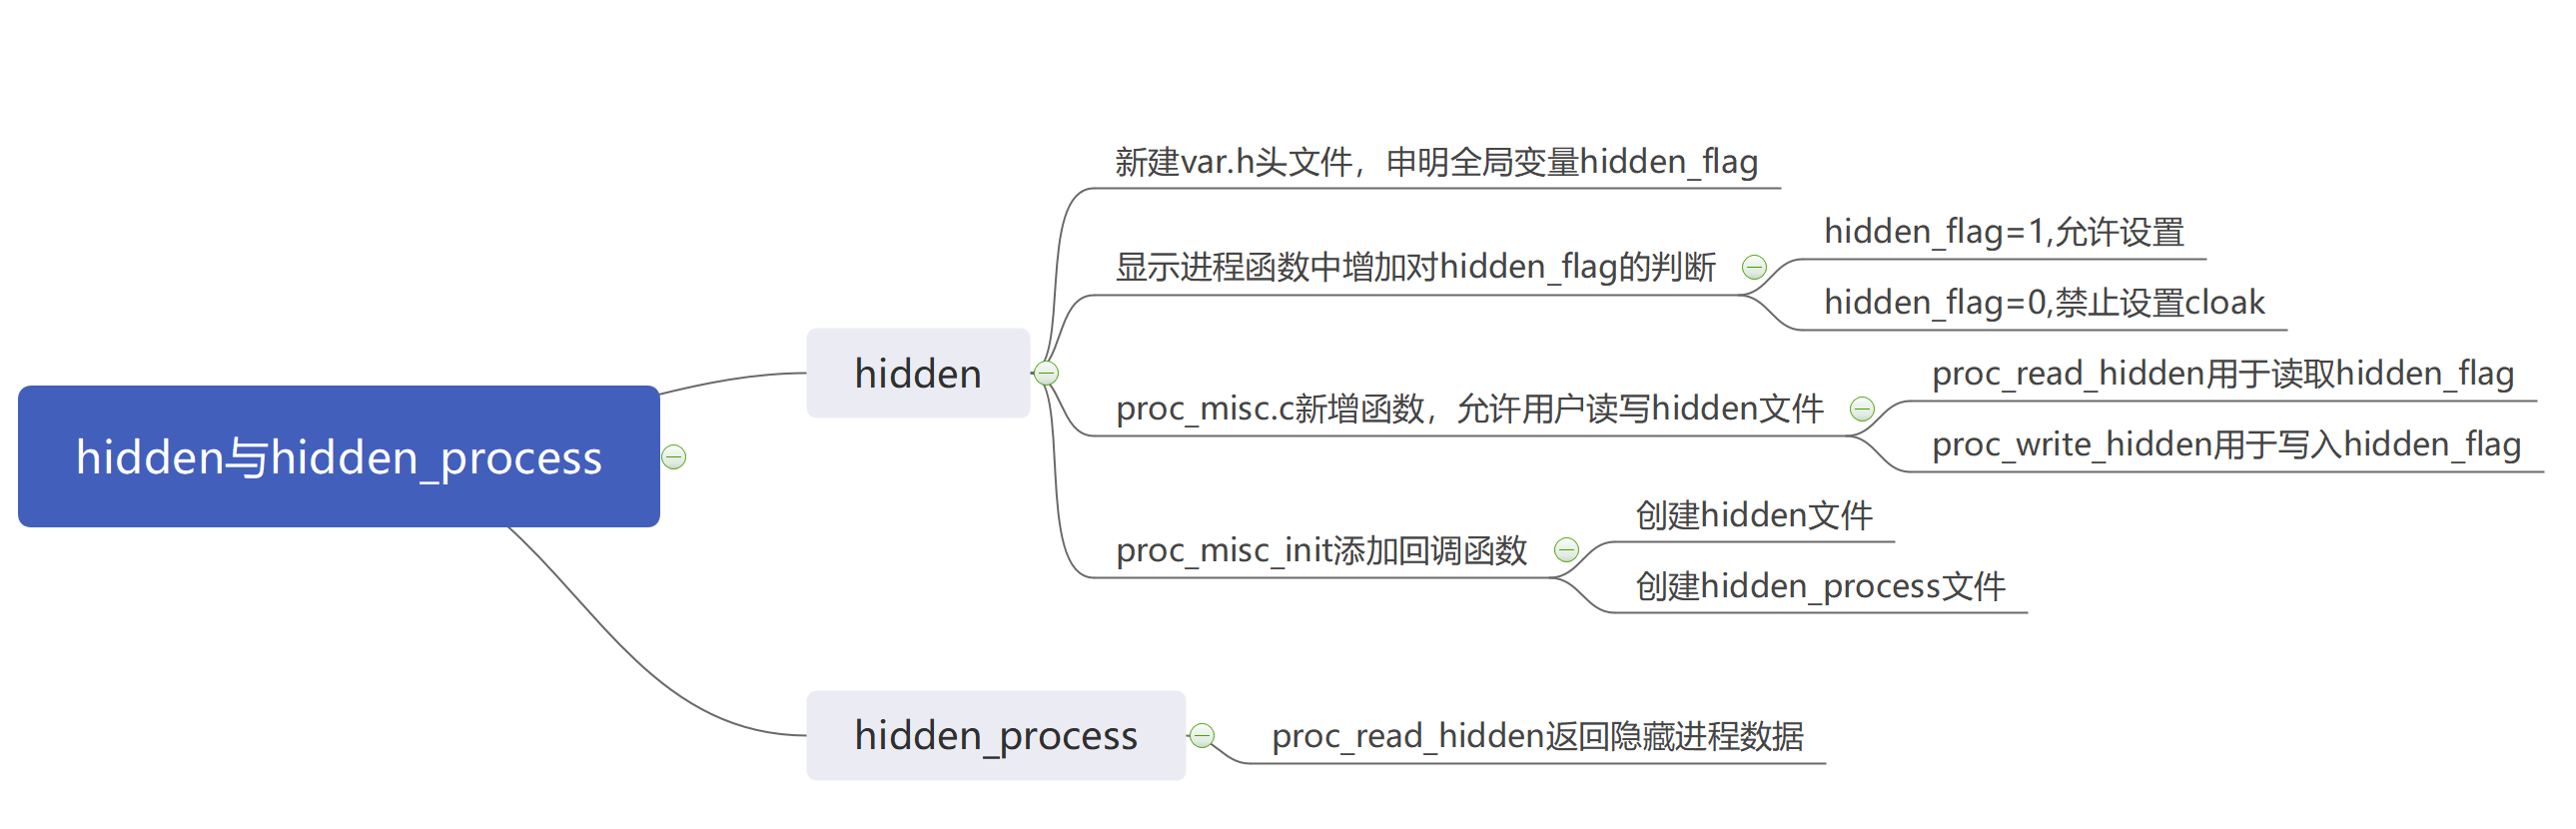 hidden与hidden_process
hidden
新建var.h头文件，申明全局变量hidden_flag
显示进程函数中增加对hidden_flag的判断
hidden_flag=1,允许设置
hidden_flag=0,禁止设置cloak
proc_misc.c新增函数，允许用户读写hidden文件
proc_read_hidden用于读取hidden_flag
proc_write_hidden用于写入hidden_flag
proc_misc_init添加回调函数
创建hidden文件
创建hidden_process文件
hidden_process
proc_read_hidden返回隐藏进程数据